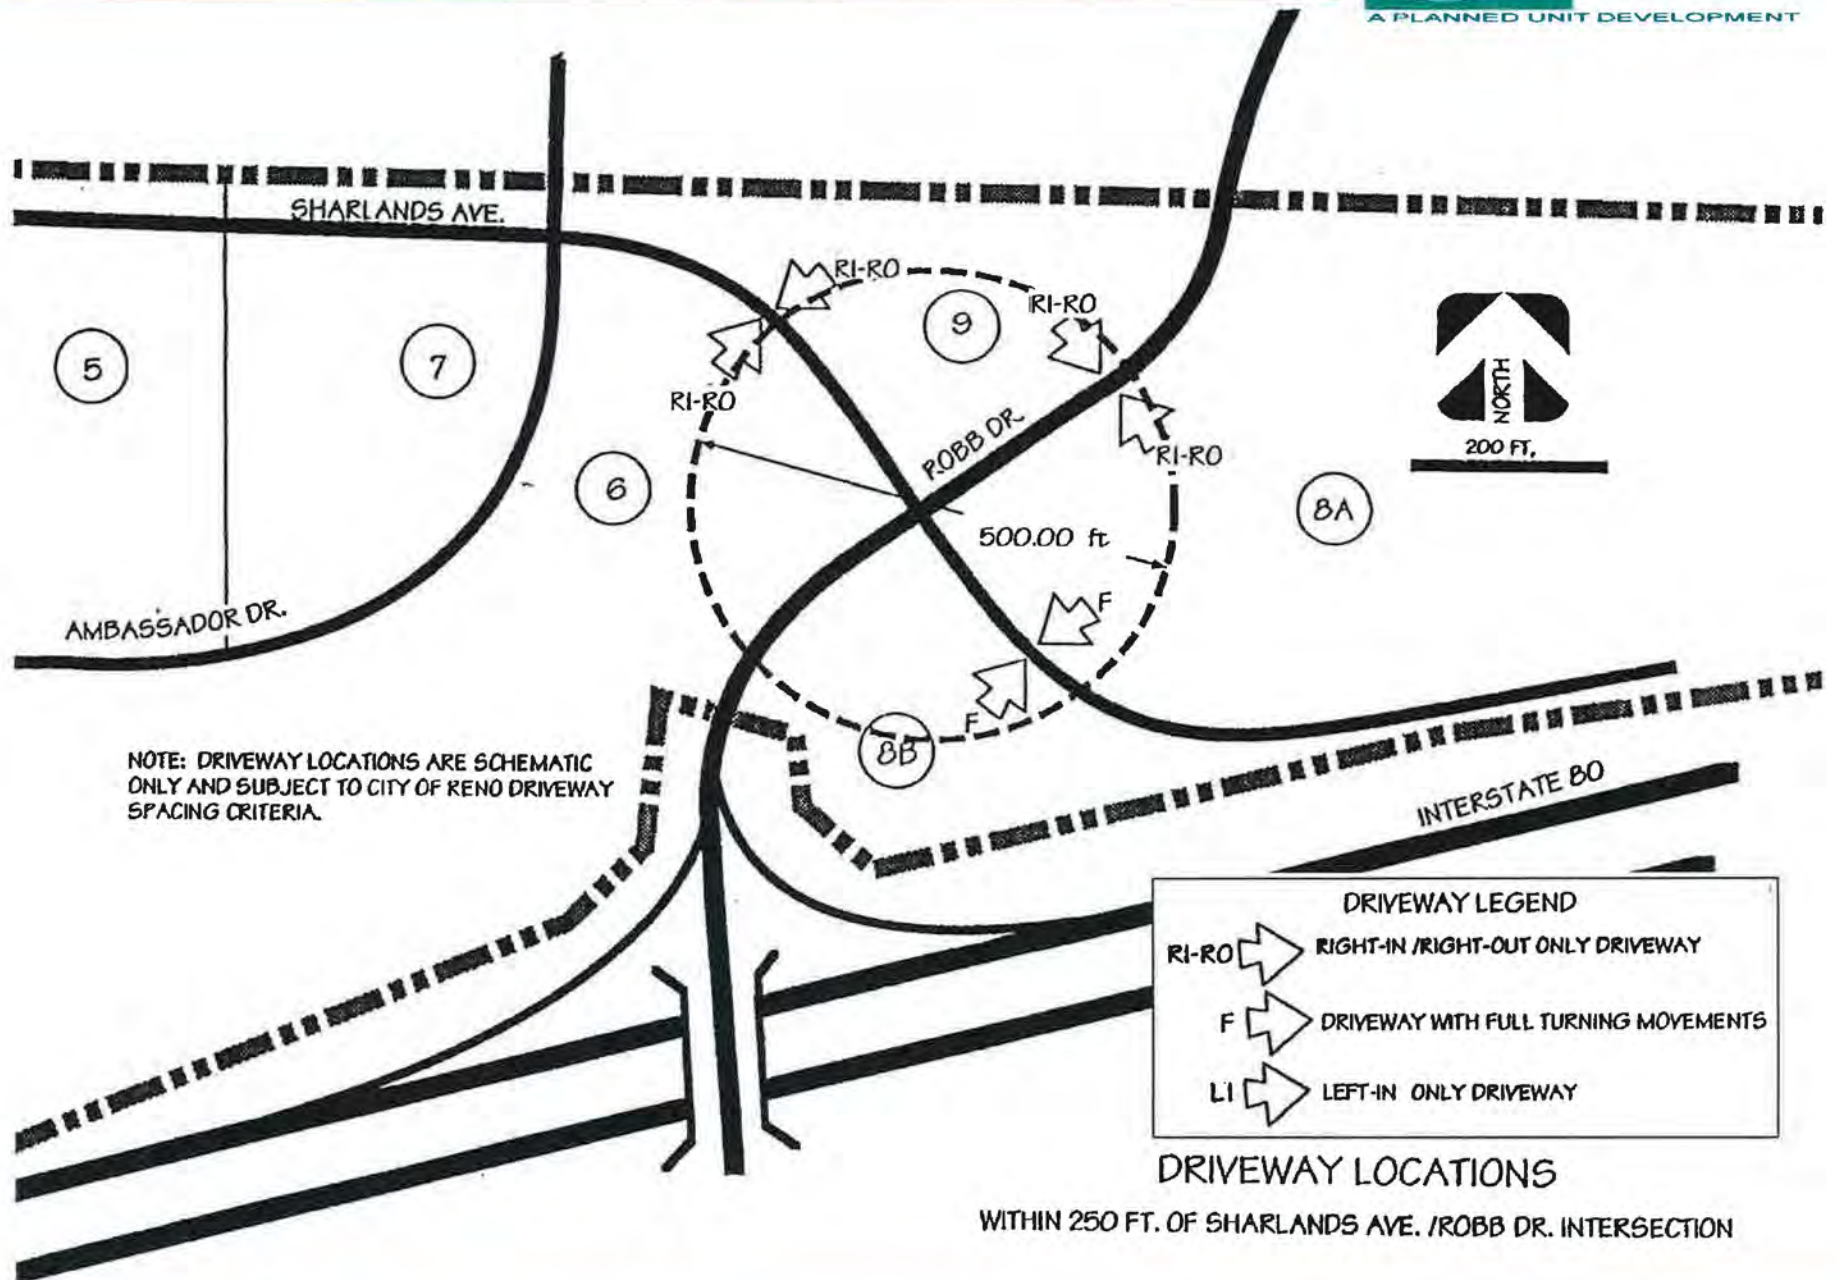 A PLANNED UNIT DEVELOPMENT
SHARLANDS AVE.
RI-RO
RI-RO
9
5
7
RI-RO
NORTH
200 FT.
ROBB DR.
RI-RO
6
8A
500.00 ft
F
AMBASSADOR DR.
F
8B
NOTE: DRIVEWAY LOCATIONS ARE SCHEMATIC
ONLY AND SUBJECT TO CITY OF RENO DRIVEWAY
SPACING CRITERIA.
INTERSTATE 80
DRIVEWAY LEGEND
RI-RO RIGHT-IN /RIGHT-OUT ONLY DRIVEWAY
F DRIVEWAY WITH FULL TURNING MOVEMENTS
LI LEFT-IN ONLY DRIVEWAY
DRIVEWAY LOCATIONS
WITHIN 250 FT. OF SHARLANDS AVE. /ROBB DR. INTERSECTION